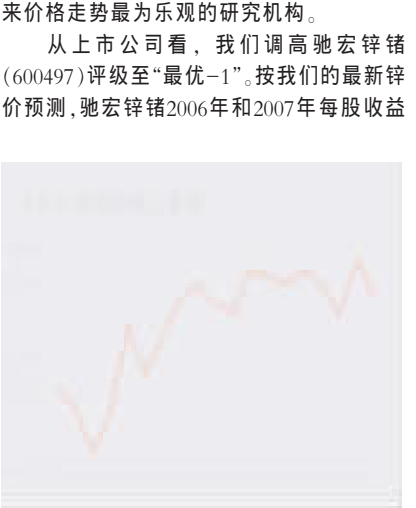 来价格走势最为乐观的研究机构。
从上市公司看，我们调高驰宏锌锗
(600497)评级至“最优-1”。按我们的最新锌
价预测,驰宏锌锗2006年和2007年每股收益